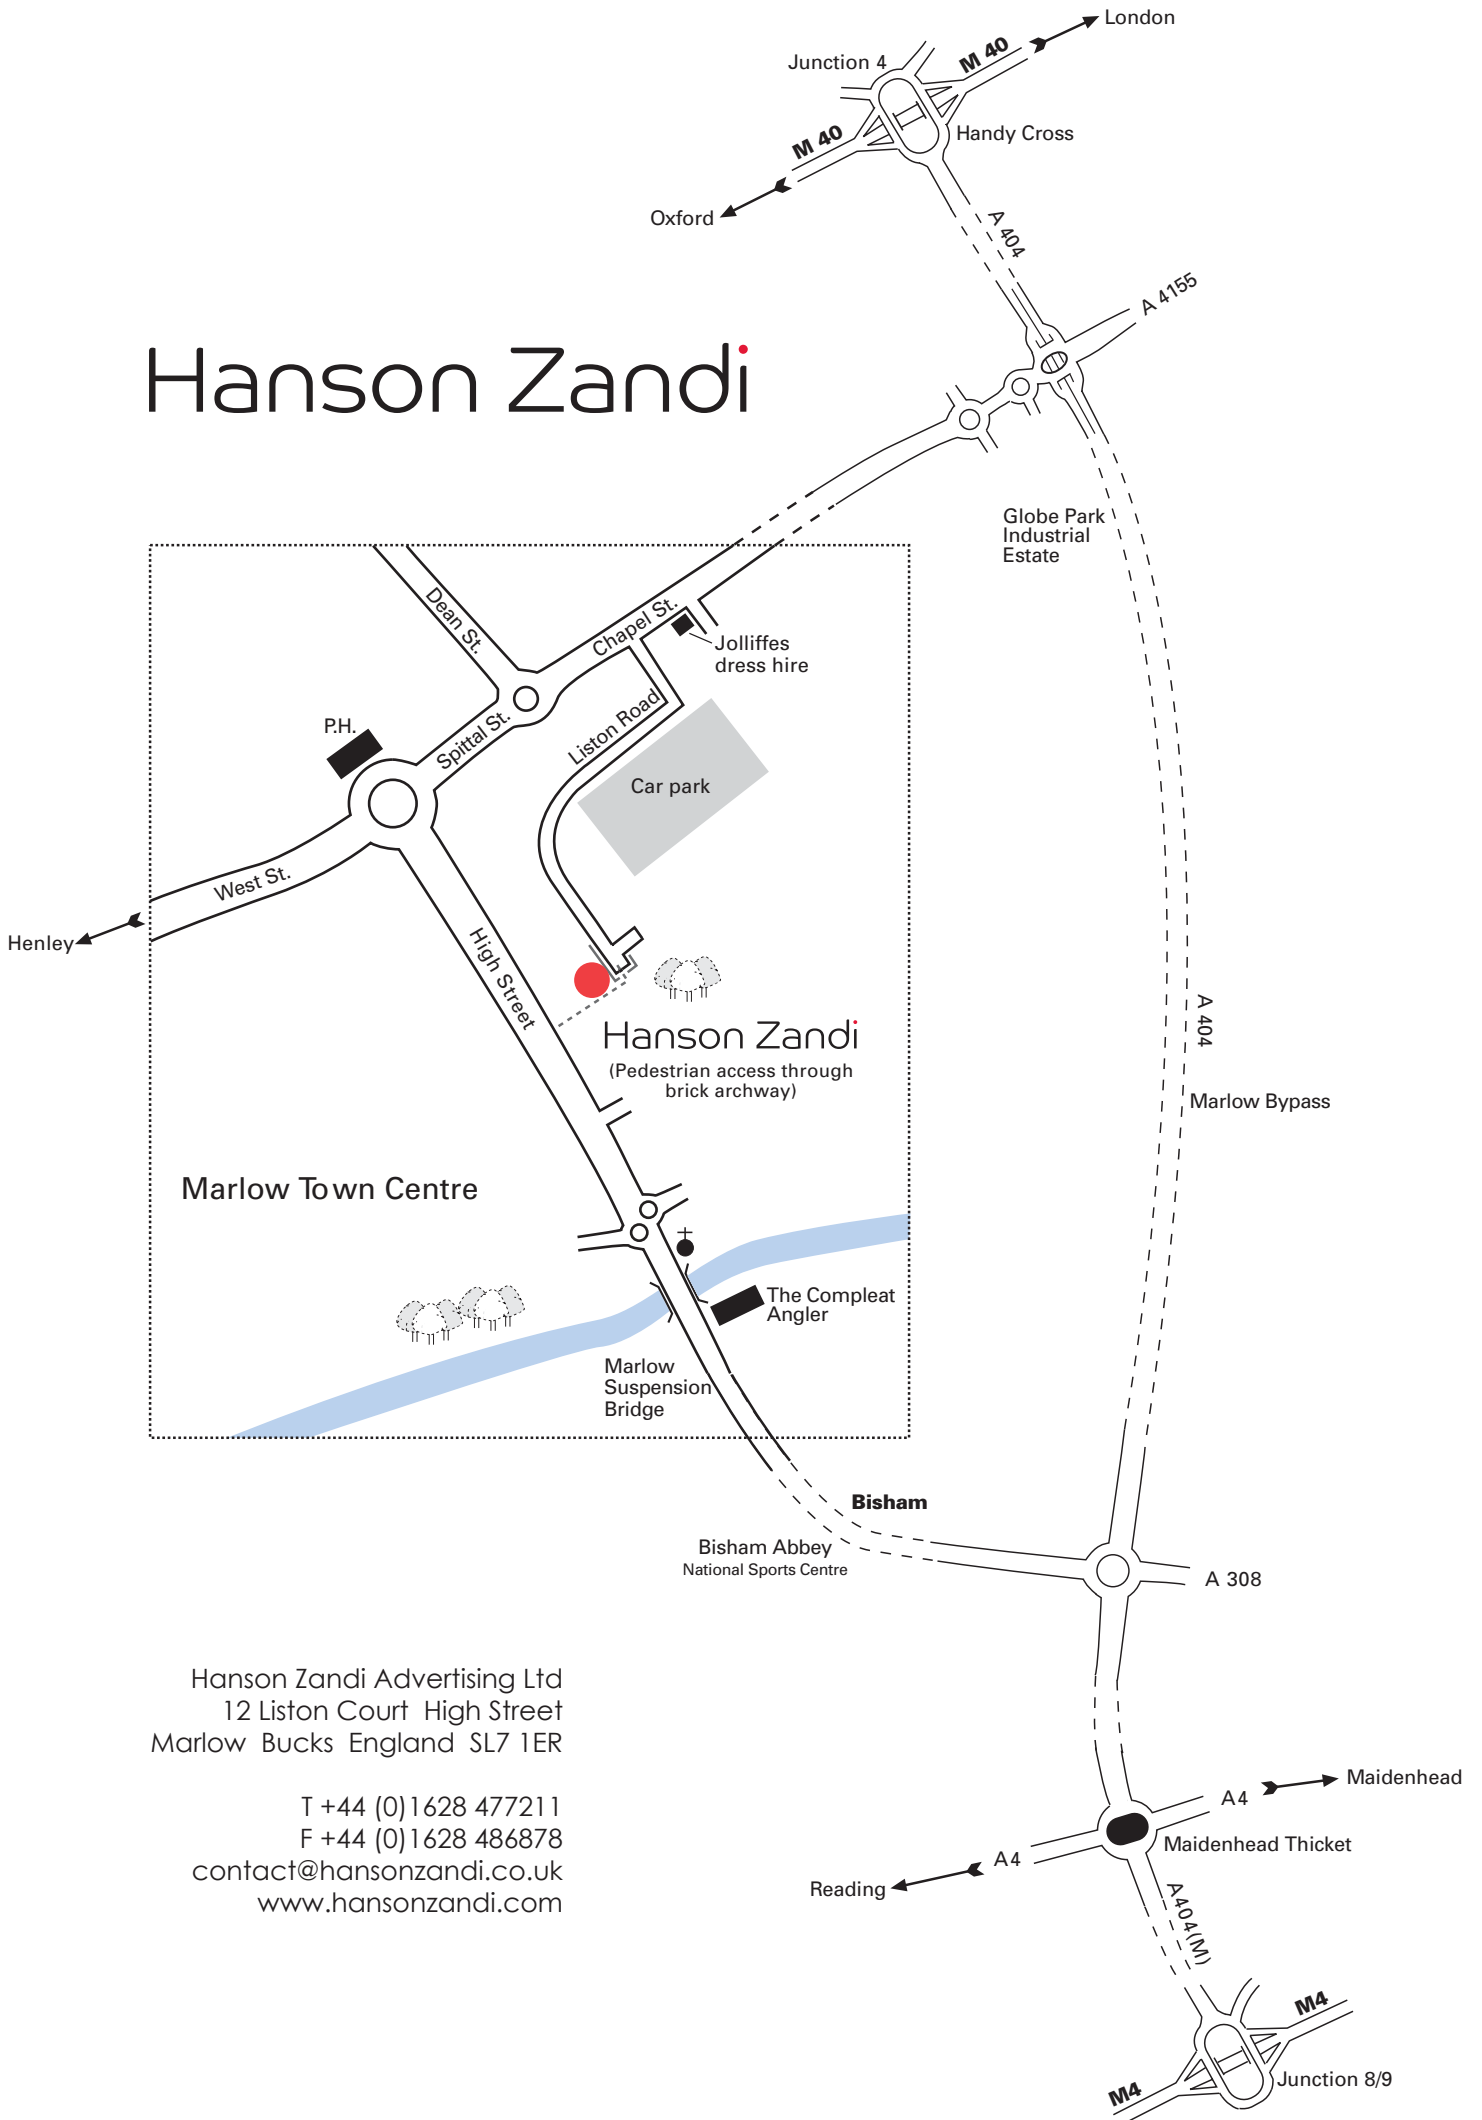 London
Junction 4
M 40
Handy Cross
M 40
Oxford
A 404
A 4155
Hanson Zandi
Globe Park
Industrial
Estate
Dean St.
Chapel St.
Jolliffes
dress hire
P.H.
Spittal St.
Liston Road
Car park
West St.
Henley
High Street
A 404
Hanson Zandi
(Pedestrian access through
brick archway)
Marlow Bypass
Marlow Town Centre
The Compleat
Angler
Marlow
Suspension
Bridge
Bisham
Bisham Abbey
National Sports Centre
A 308
Hanson Zandi Advertising Ltd
12 Liston Court High Street
Marlow Bucks England SL7 1ER
T +44 (0)1628 477211
F +44 (0)1628 486878
contact@hansonzandi.co.uk
www.hansonzandi.com
Maidenhead
A4
Maidenhead Thicket
A4
Reading
A404(M)
M4
Junction 8/9
M4